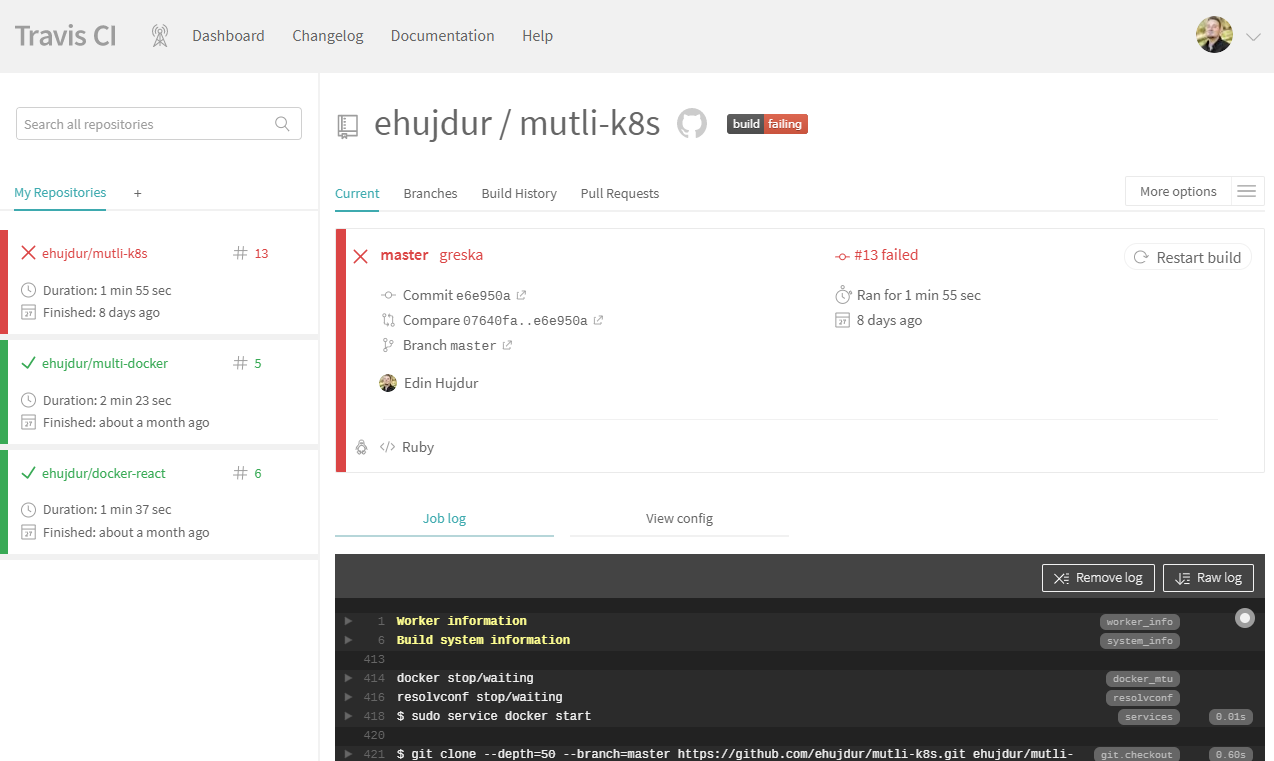 Travis CI
Dashboard
Changelog
Documentation
Help
Search all repositories
My Repositories +
ehujdur/mutli-k8s # 13
Duration: 1 min 55 sec
Finished: 8 days ago
ehujdur/multi-docker # 5
Duration: 2 min 23 sec
Finished: about a month ago
ehujdur/docker-react # 6
Duration: 1 min 37 sec
Finished: about a month ago
ehujdur / mutli-k8s build failing
Current Branches Build History Pull Requests More options
master greska #13 failed Restart build
Commit e6e950a Ran for 1 min 55 sec
Compare 07640fa..e6e950a 8 days ago
Branch master
Edin Hujdur
</> Ruby
Job log View config
Remove log Raw log
1 Worker information worker_info
6 Build system information system_info
413
414 docker stop/waiting docker_mtu
416 resolvconf stop/waiting resolvconf
418 $ sudo service docker start services 0.01s
420
421 $ git clone --depth=50 --branch=master https://github.com/ehujdur/mutli-k8s.git ehujdur/mutli- git.checkout 0.60s